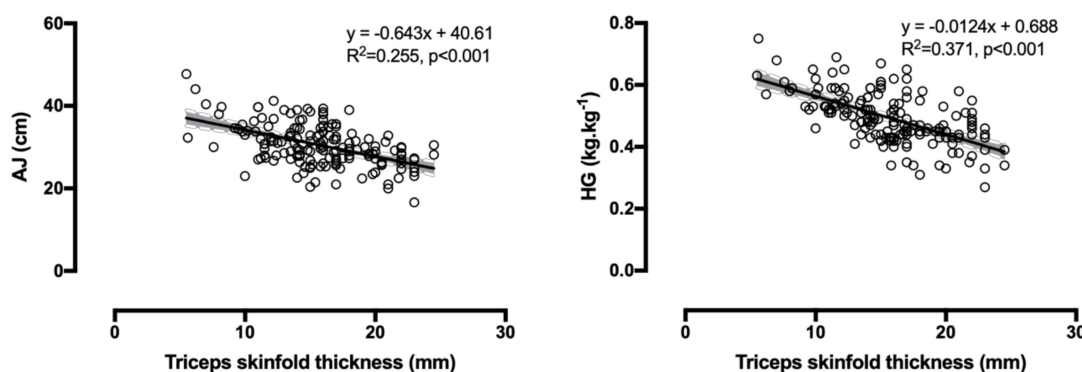 60
40
20
0
AJ (cm)
y = -0.643x + 40.61
R²=0.255, p<0.001
0 10 20 30
Triceps skinfold thickness (mm)
0.8
0.6
0.4
0.2
0.0
HG (kg.kg⁻¹)
y = -0.0124x + 0.688
R²=0.371, p<0.001
0 10 20 30
Triceps skinfold thickness (mm)